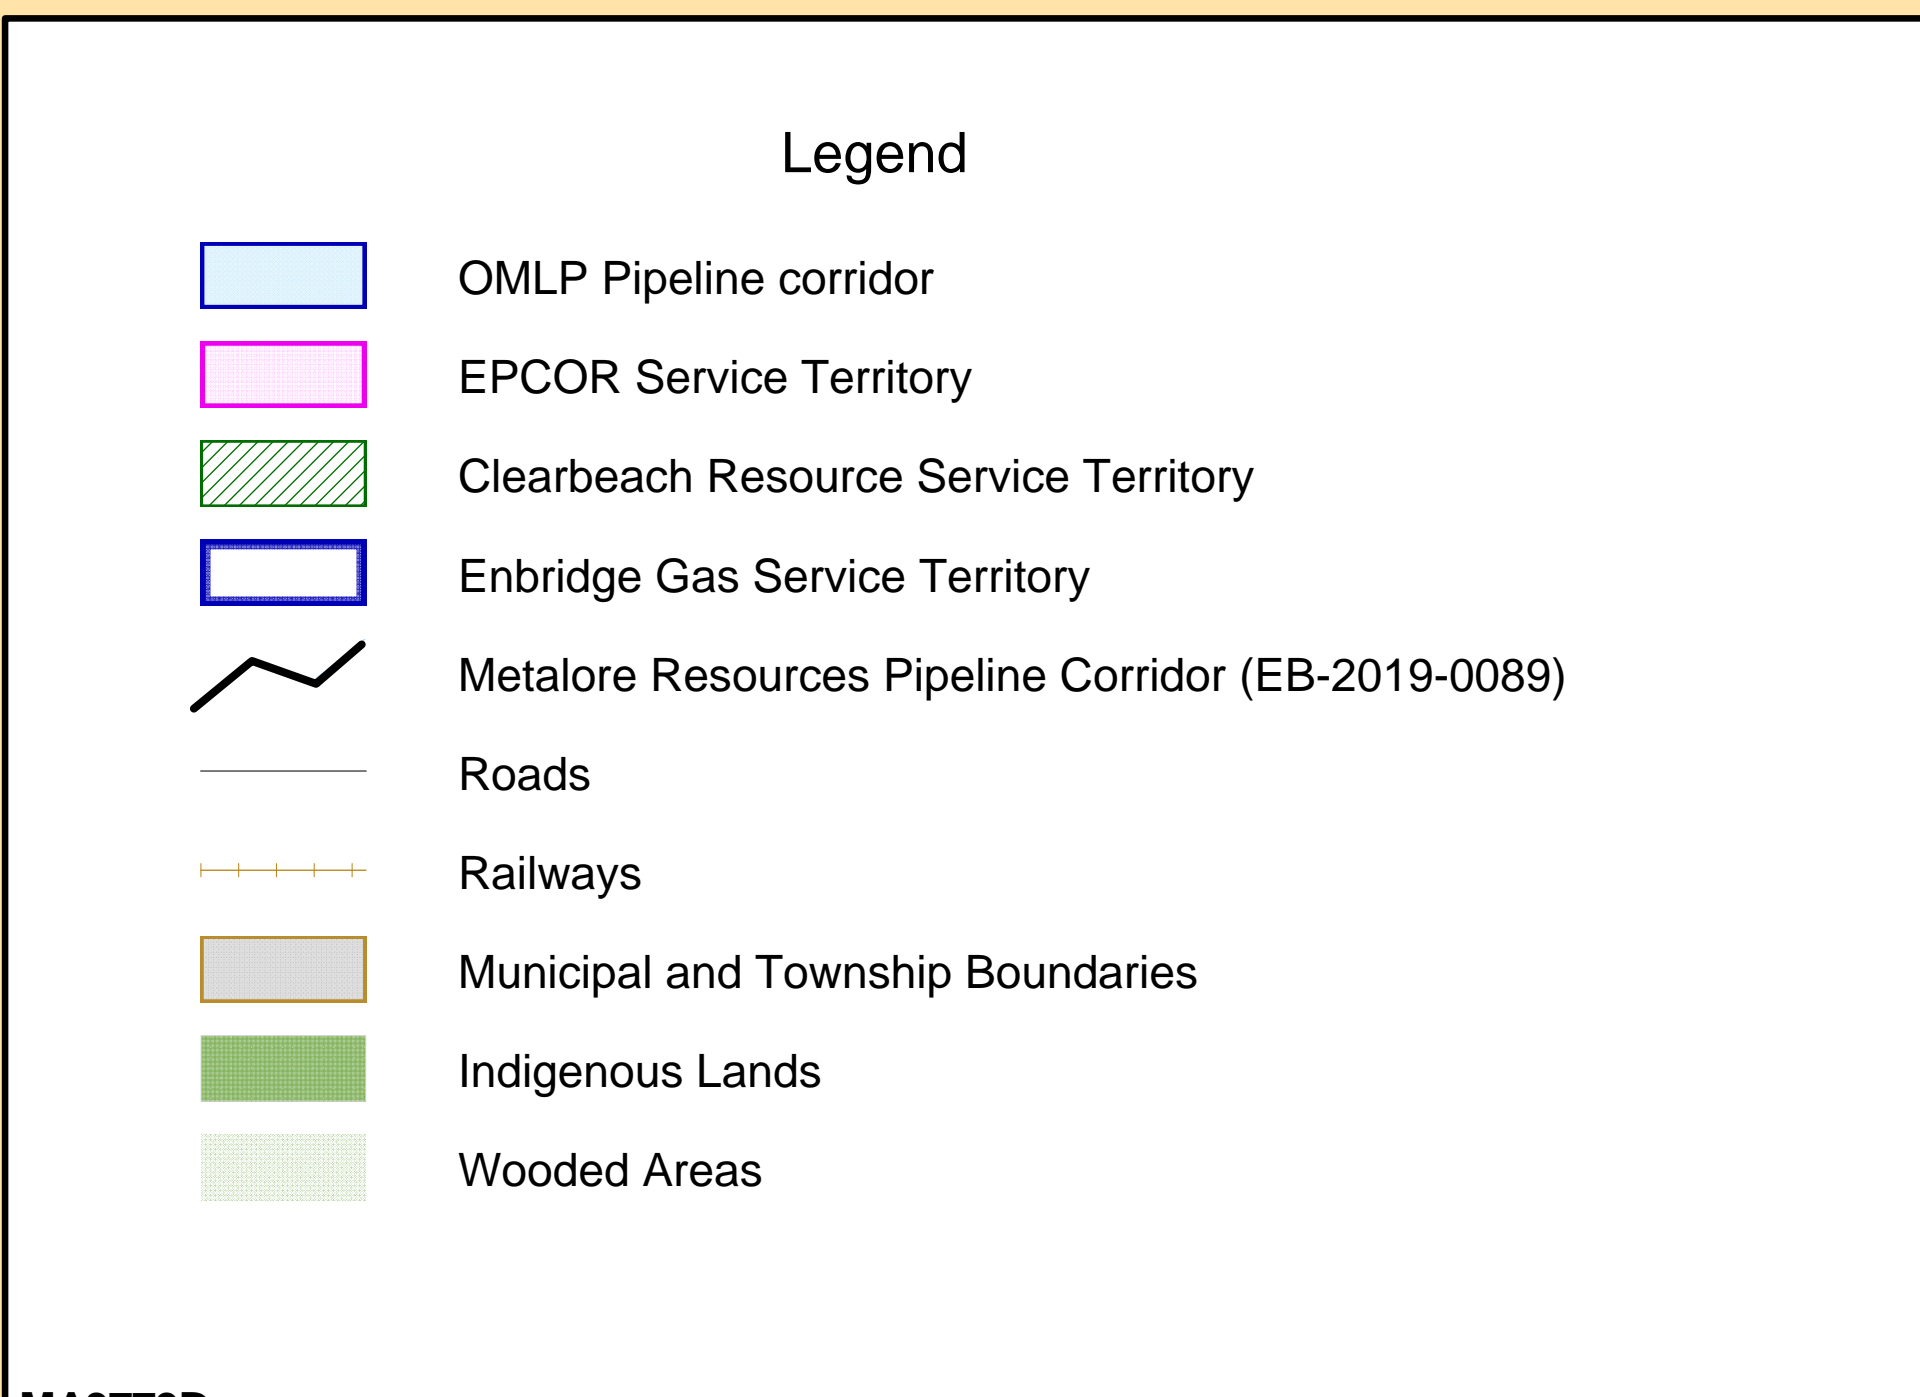 Legend
OMLP Pipeline corridor
EPCOR Service Territory
Clearbeach Resource Service Territory
Enbridge Gas Service Territory
Metalore Resources Pipeline Corridor (EB-2019-0089)
Roads
Railways
Municipal and Township Boundaries
Indigenous Lands
Wooded Areas